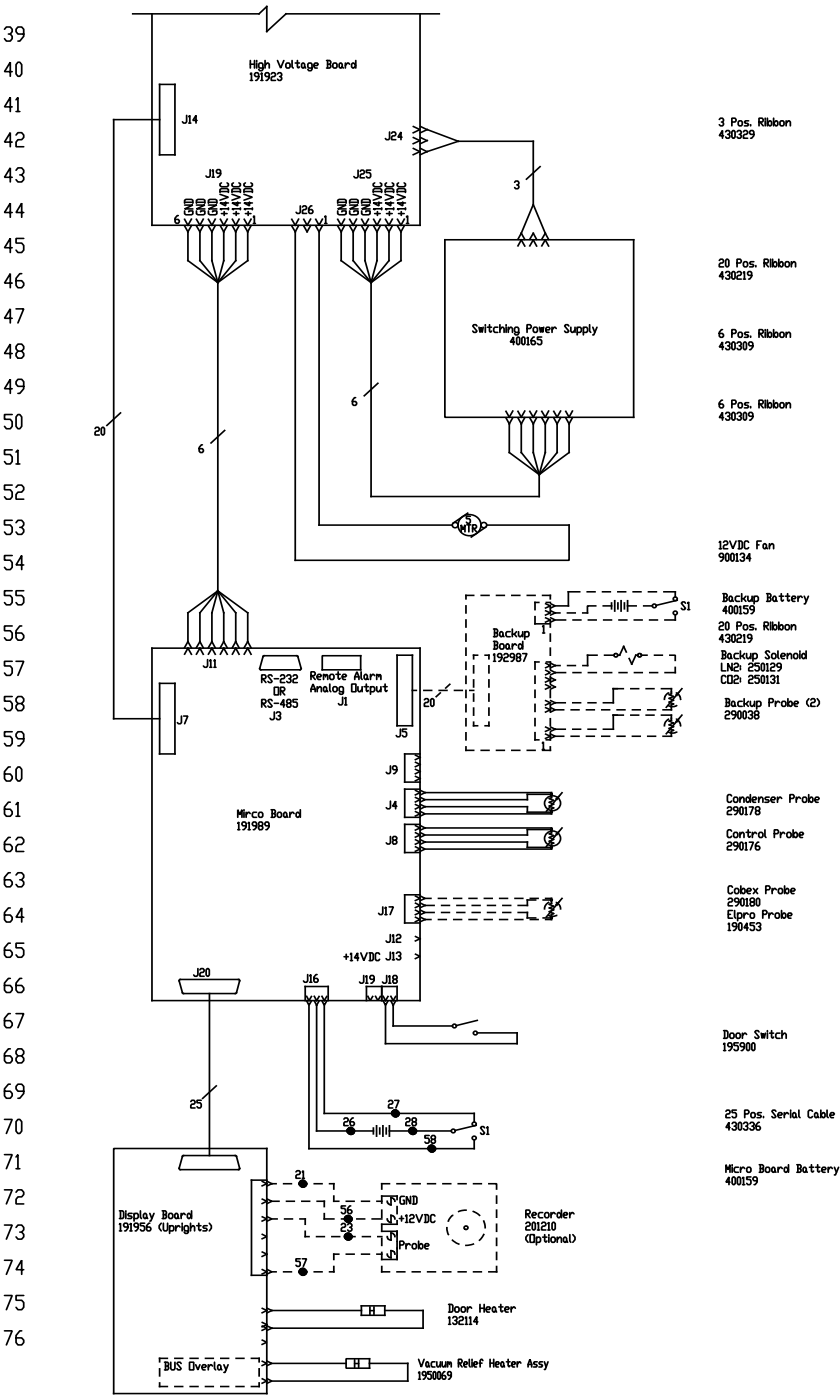 39
40
41
42
43
44
45
46
47
48
49
50
51
52
53
54
55
56
57
58
59
60
61
62
63
64
65
66
67
68
69
70
71
72
73
74
75
76
High Voltage Board
191923
J14
J24
J19
J25
GND
GND
GND
+14VDC
+14VDC
+14VDC
6
1
J26
1
GND
GND
GND
+14VDC
+14VDC
+14VDC
1
3
3 Pos. Ribbon
430329
20 Pos. Ribbon
430219
Switching Power Supply
400165
6 Pos. Ribbon
430309
6 Pos. Ribbon
430309
20
6
6
5
MTR
12VDC Fan
900134
Backup Battery
400159
S1
20 Pos. Ribbon
430219
Backup
Board
192987
1
1
Backup Solenoid
LN2: 250129
CO2: 250131
Backup Probe (2)
290038
20
J11
RS-232
OR
RS-485
J3
Remote Alarm
Analog Output
J1
J5
J7
J9
J4
J8
Mirco Board
191989
Condenser Probe
290178
Control Probe
290176
Cobex Probe
290180
Elpro Probe
190453
J17
J12
+14VDC J13
J20
J16
J19
J18
Door Switch
195900
25
27
26
28
58
S1
25 Pos. Serial Cable
430336
Micro Board Battery
400159
Display Board
191956 (Uprights)
21
56
23
57
GND
+12VDC
Probe
Recorder
201210
(Optional)
Door Heater
132114
BUS Overlay
Vacuum Relief Heater Assy
1950069